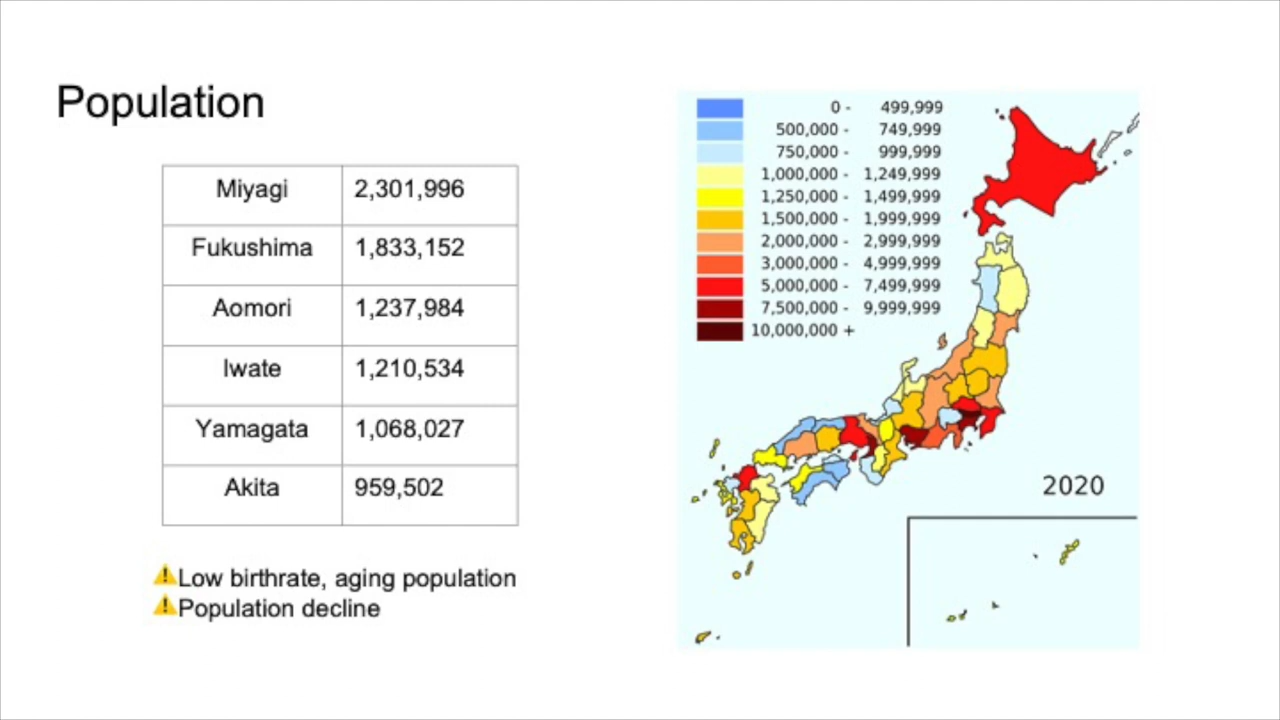 Population
Miyagi 2,301,996
Fukushima 1,833,152
Aomori 1,237,984
Iwate 1,210,534
Yamagata 1,068,027
Akita 959,502
⚠️Low birthrate, aging population
⚠️Population decline
0 - 499,999
500,000 - 749,999
750,000 - 999,999
1,000,000 - 1,249,999
1,250,000 - 1,499,999
1,500,000 - 1,999,999
2,000,000 - 2,999,999
3,000,000 - 4,999,999
5,000,000 - 7,499,999
7,500,000 - 9,999,999
10,000,000 +
2020